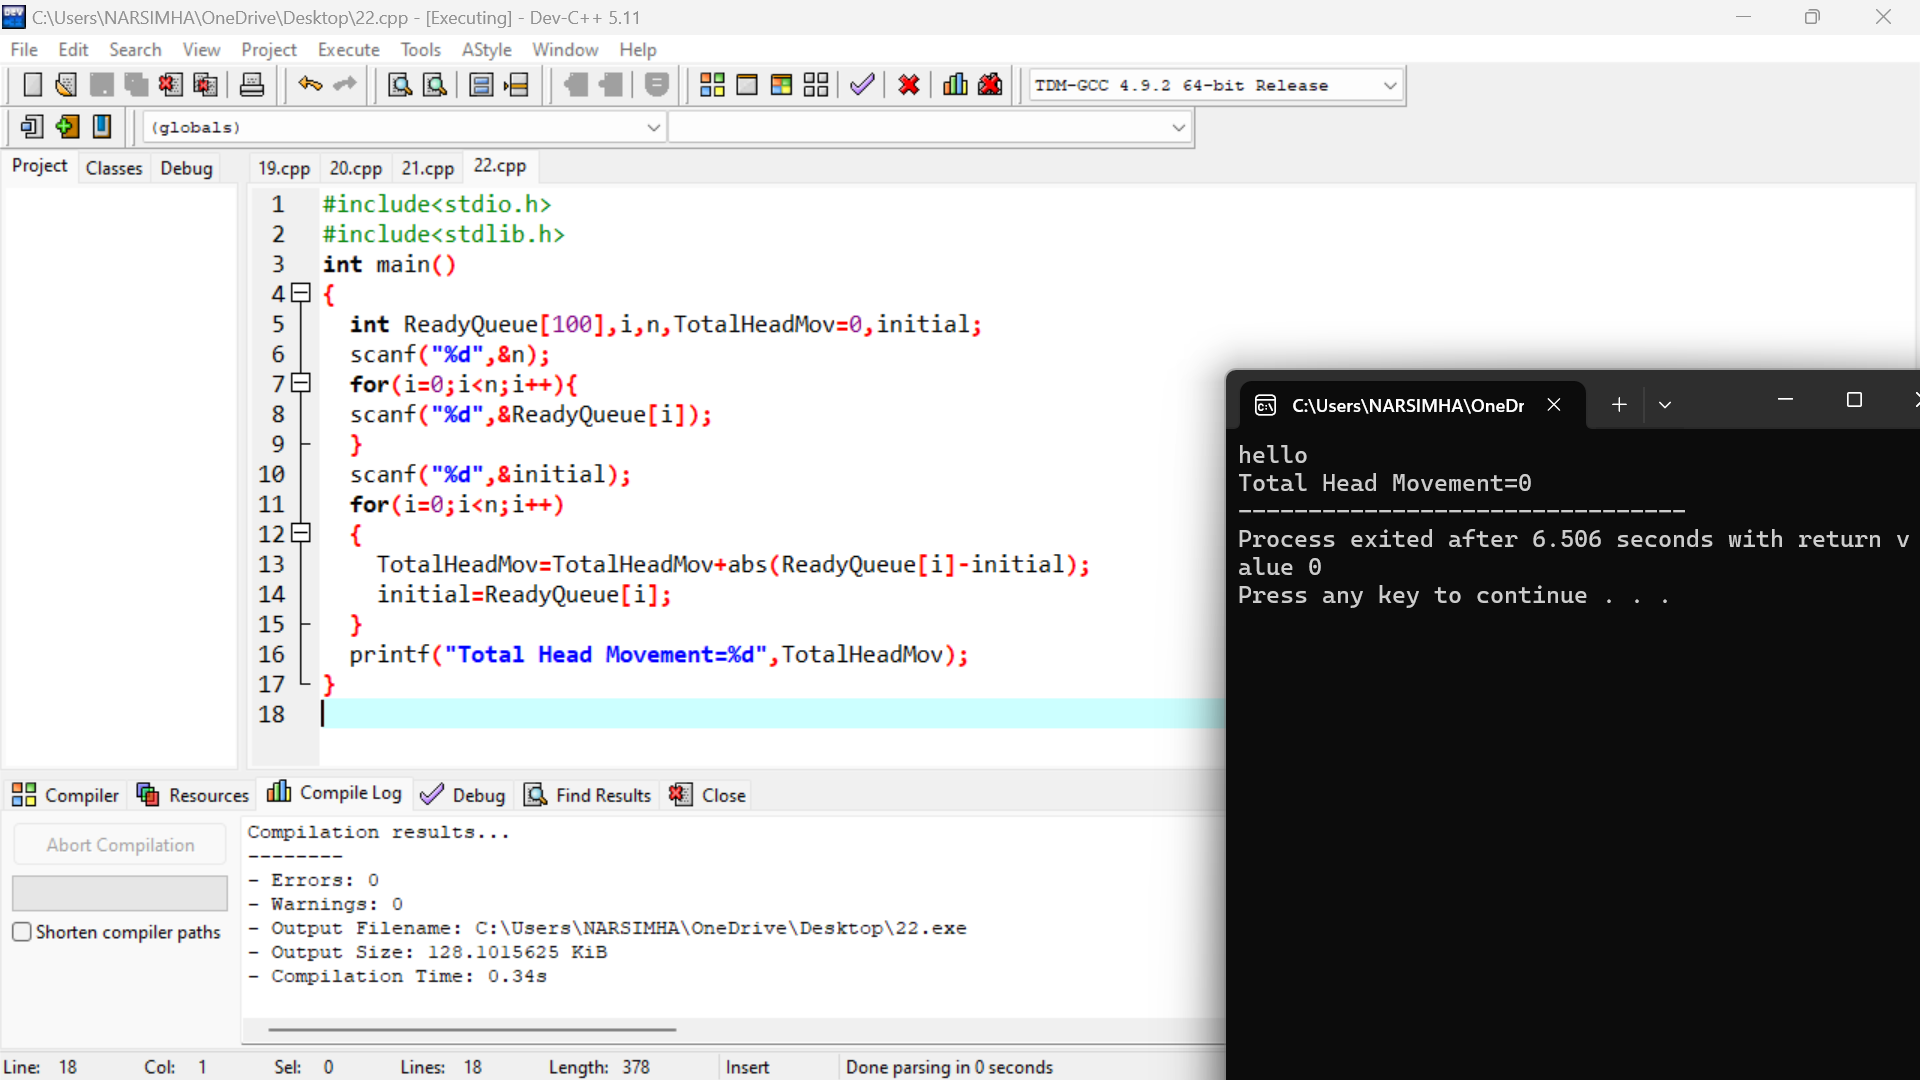 C:\Users\NARSIMHA\OneDrive\Desktop\22.cpp - [Executing] - Dev-C++ 5.11
File Edit Search View Project Execute Tools AStyle Window Help
TDM-GCC 4.9.2 64-bit Release
(globals)
Project Classes Debug 19.cpp 20.cpp 21.cpp 22.cpp
1 #include<stdio.h>
2 #include<stdlib.h>
3 int main()
4 {
5 int ReadyQueue[100],i,n,TotalHeadMov=0,initial;
6 scanf("%d",&n);
7 for(i=0;i<n;i++){
8 scanf("%d",&ReadyQueue[i]);
9 }
10 scanf("%d",&initial);
11 for(i=0;i<n;i++)
12 {
13 TotalHeadMov=TotalHeadMov+abs(ReadyQueue[i]-initial);
14 initial=ReadyQueue[i];
15 }
16 printf("Total Head Movement=%d",TotalHeadMov);
17 }
18
C:\Users\NARSIMHA\OneDr
hello
Total Head Movement=0
--------------------------------
Process exited after 6.506 seconds with return v
alue 0
Press any key to continue . . .
Compiler Resources Compile Log Debug Find Results Close
Abort Compilation
Shorten compiler paths
Compilation results...
--------
- Errors: 0
- Warnings: 0
- Output Filename: C:\Users\NARSIMHA\OneDrive\Desktop\22.exe
- Output Size: 128.1015625 KiB
- Compilation Time: 0.34s
Line: 18 Col: 1 Sel: 0 Lines: 18 Length: 378 Insert Done parsing in 0 seconds